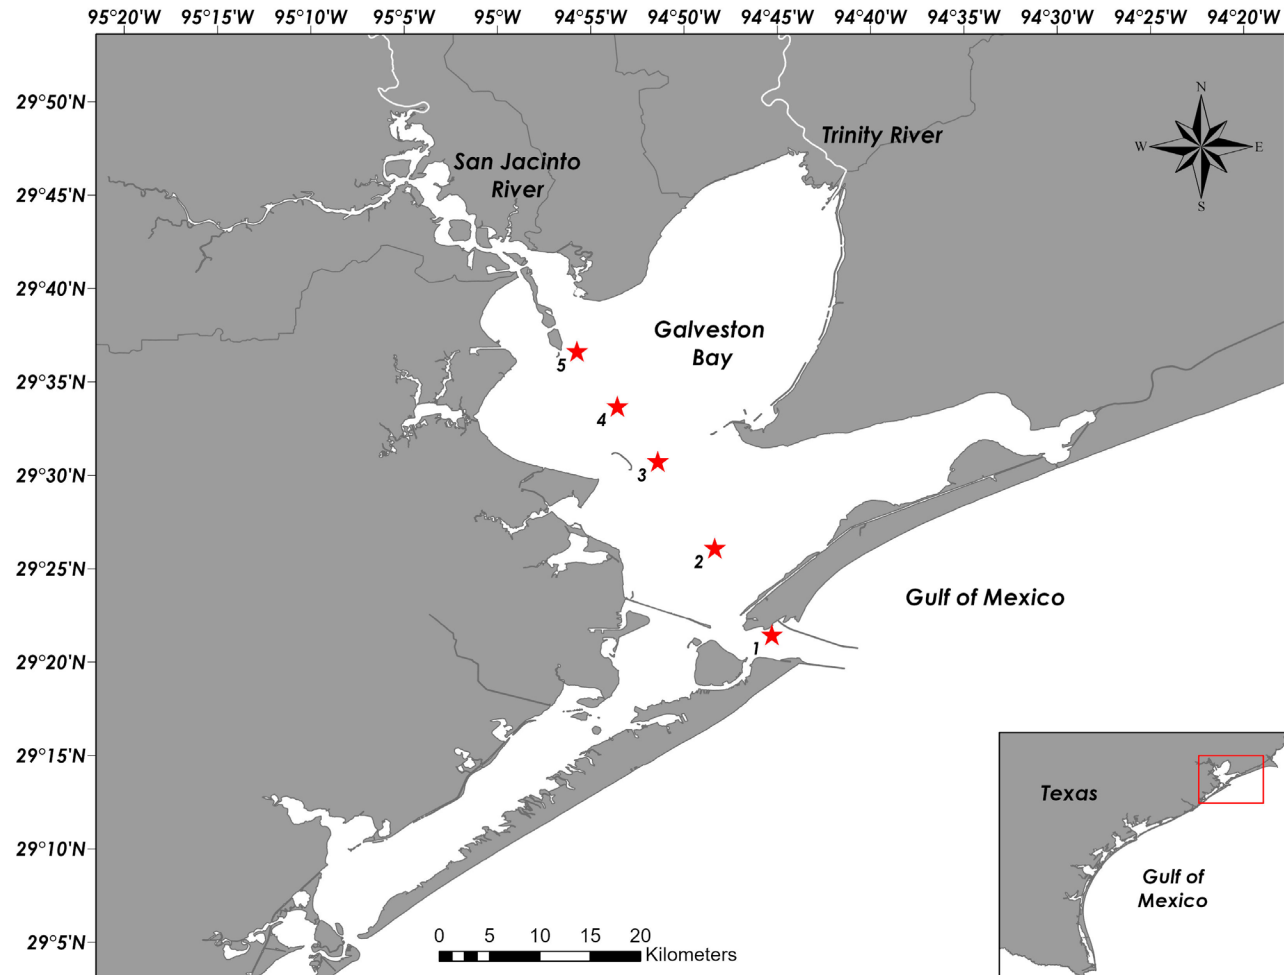 95°20'W 95°10'W 95°5'W 95°W 94°55'W 94°50'W 94°45'W 94°40'W 94°35'W 94°30'W 94°25'W 94°20'W
29°50'N
29°45'N
29°40'N
29°35'N
29°30'N
29°25'N
29°20'N
29°15'N
29°10'N
29°5'N
San Jacinto
River
Trinity River
N
W
E
S
Galveston
Bay
5
4
3
2
1
Gulf of Mexico
Texas
Gulf of
Mexico
0 5 10 15 20
Kilometers